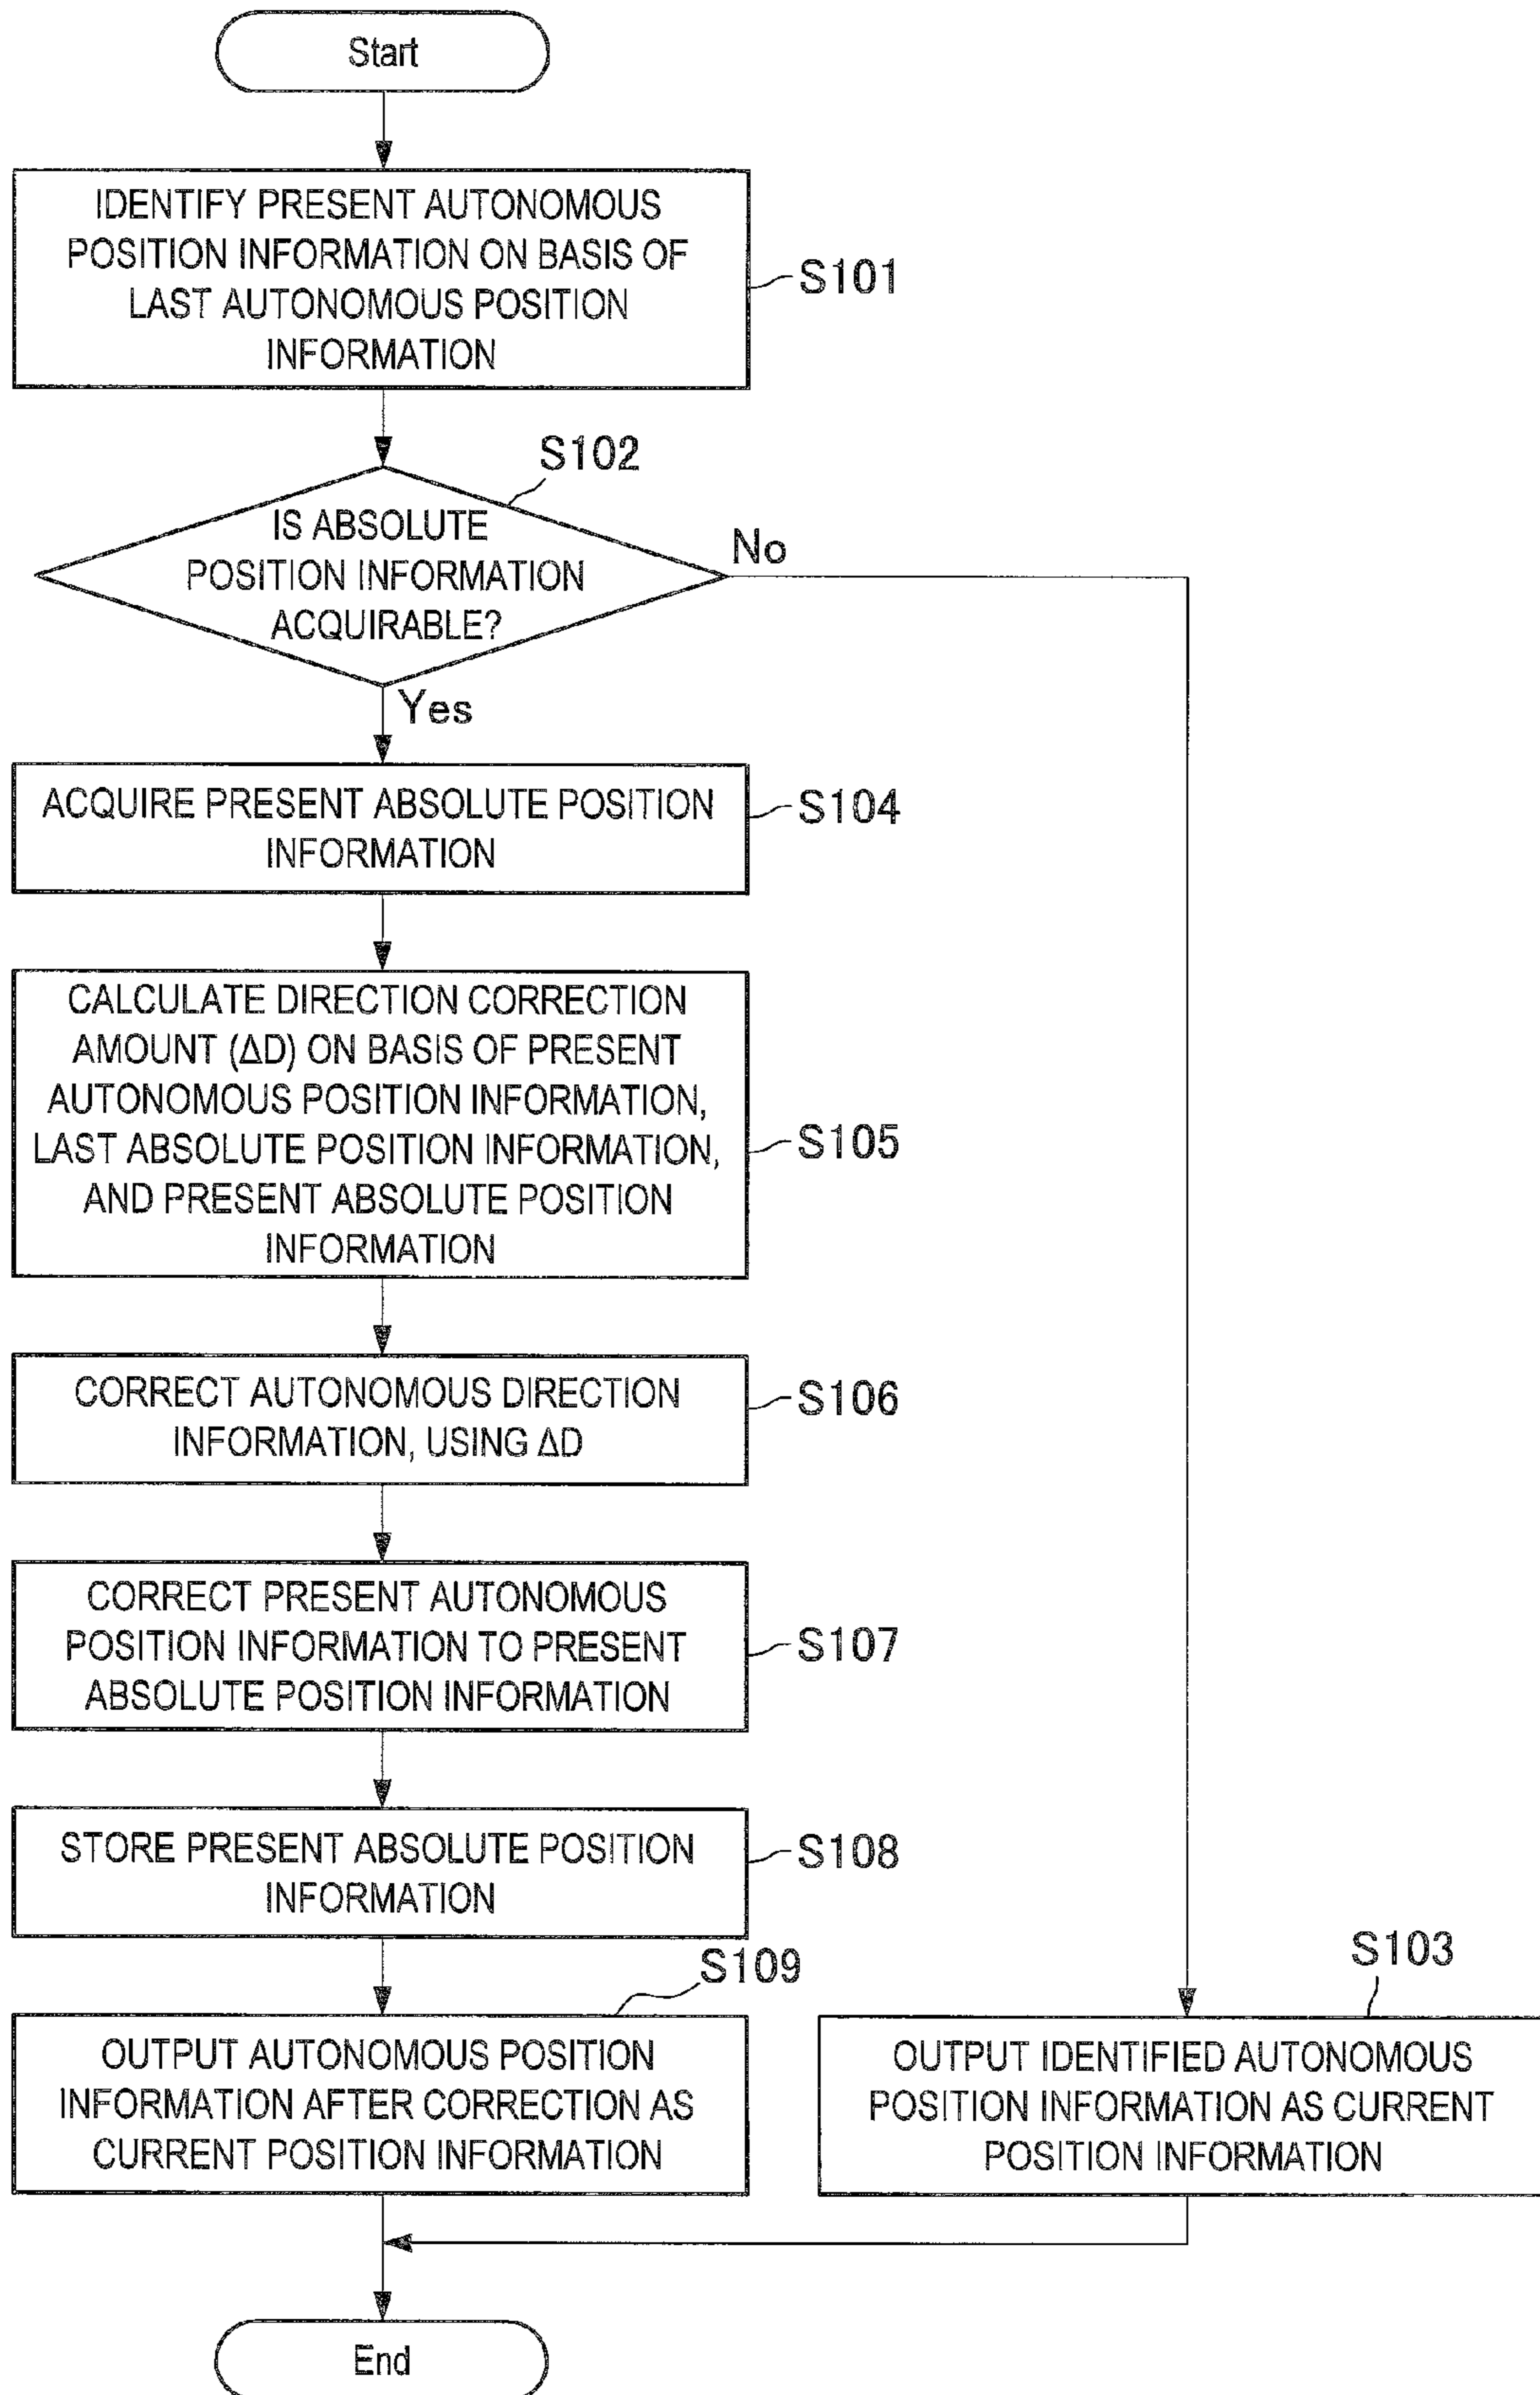 Start
IDENTIFY PRESENT AUTONOMOUS
POSITION INFORMATION ON BASIS OF
LAST AUTONOMOUS POSITION
INFORMATION
S101
S102
IS ABSOLUTE
POSITION INFORMATION
ACQUIRABLE?
No
Yes
ACQUIRE PRESENT ABSOLUTE POSITION
INFORMATION
S104
CALCULATE DIRECTION CORRECTION
AMOUNT (ΔD) ON BASIS OF PRESENT
AUTONOMOUS POSITION INFORMATION,
LAST ABSOLUTE POSITION INFORMATION,
AND PRESENT ABSOLUTE POSITION
INFORMATION
S105
CORRECT AUTONOMOUS DIRECTION
INFORMATION, USING ΔD
S106
CORRECT PRESENT AUTONOMOUS
POSITION INFORMATION TO PRESENT
ABSOLUTE POSITION INFORMATION
S107
STORE PRESENT ABSOLUTE POSITION
INFORMATION
S108
S109
OUTPUT AUTONOMOUS POSITION
INFORMATION AFTER CORRECTION AS
CURRENT POSITION INFORMATION
S103
OUTPUT IDENTIFIED AUTONOMOUS
POSITION INFORMATION AS CURRENT
POSITION INFORMATION
End